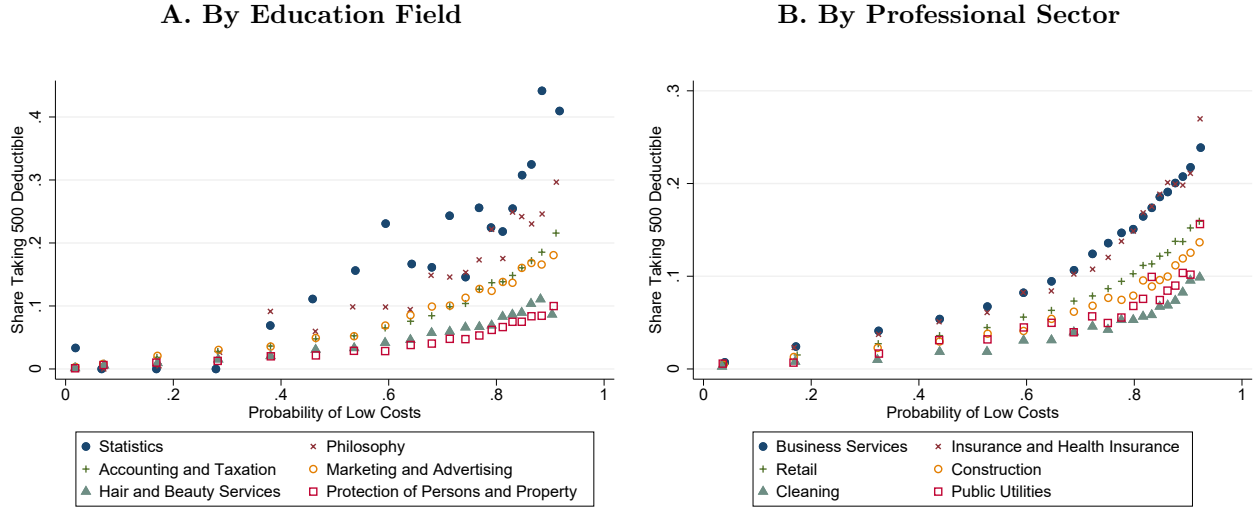 A. By Education Field
B. By Professional Sector
Share Taking 500 Deductible
.4
.3
.2
.1
0
0
.2
.4
.6
.8
1
Probability of Low Costs
Statistics
Philosophy
Accounting and Taxation
Marketing and Advertising
Hair and Beauty Services
Protection of Persons and Property
Share Taking 500 Deductible
.3
.2
.1
0
0
.2
.4
.6
.8
1
Probability of Low Costs
Business Services
Insurance and Health Insurance
Retail
Construction
Cleaning
Public Utilities